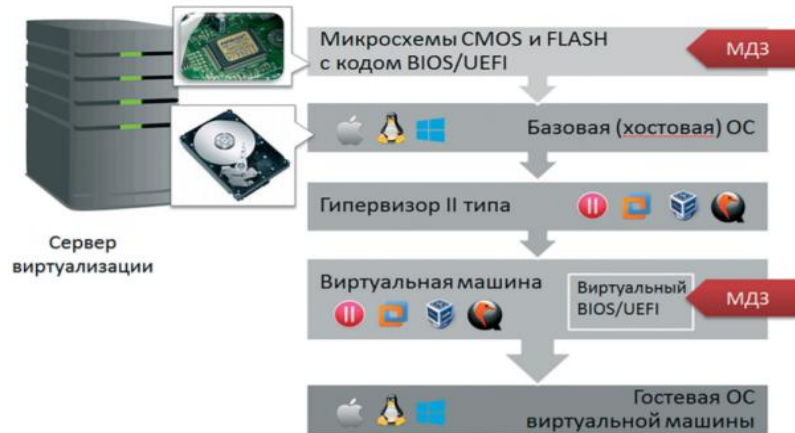 Микросхемы CMOS и FLASH
с кодом BIOS/UEFI
МДЗ
Базовая (хостовая) ОС
Гипервизор II типа
Сервер
виртуализации
Виртуальная машина
Виртуальный
BIOS/UEFI
МДЗ
Гостевая ОС
виртуальной машины